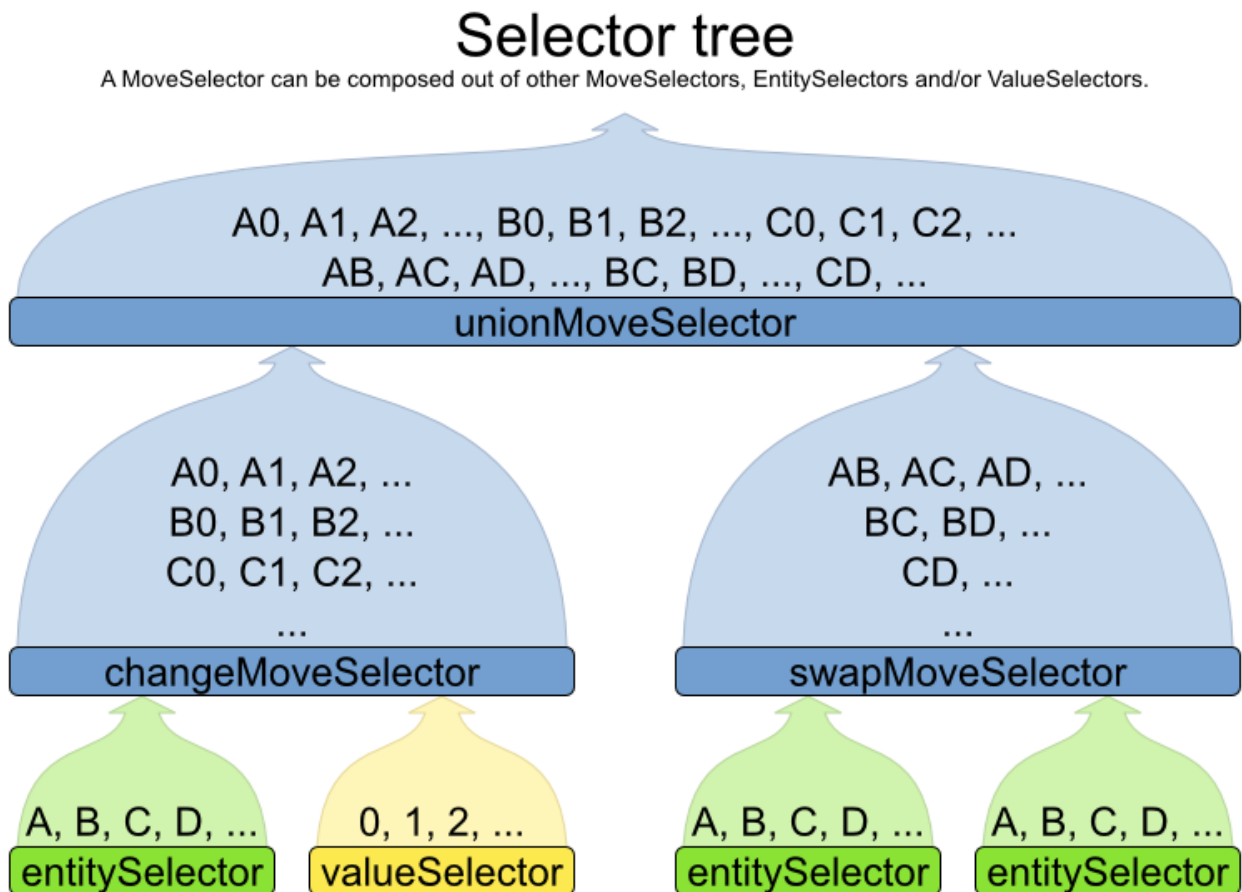 Selector tree
A MoveSelector can be composed out of other MoveSelectors, EntitySelectors and/or ValueSelectors.
A0, A1, A2, ..., B0, B1, B2, ..., C0, C1, C2, ...
AB, AC, AD, ..., BC, BD, ..., CD, ...
unionMoveSelector
A0, A1, A2, ...
B0, B1, B2, ...
C0, C1, C2, ...
...
changeMoveSelector
AB, AC, AD, ...
BC, BD, ...
CD, ...
...
swapMoveSelector
A, B, C, D, ...
entitySelector
0, 1, 2, ...
valueSelector
A, B, C, D, ...
entitySelector
A, B, C, D, ...
entitySelector